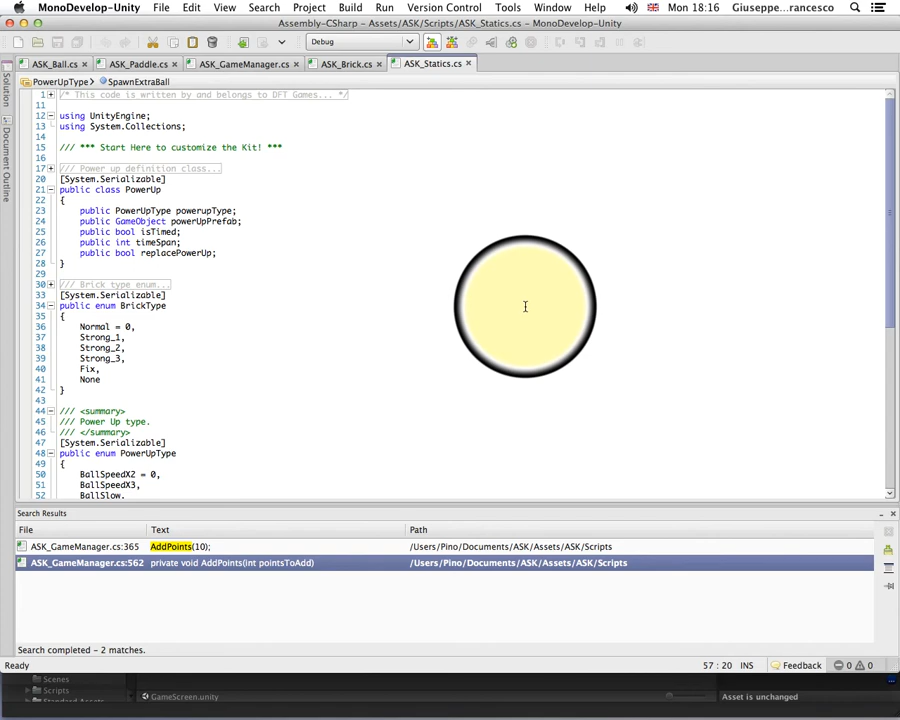 MonoDevelop-Unity File Edit View Search Project Build Run Version Control Tools Window Help Mon 18:16 Giuseppe rancesco
Assembly-CSharp - Assets/ASK/Scripts/ASK_Statics.cs - MonoDevelop-Unity
Debug
ASK_Ball.cs × ASK_Paddle.cs × ASK_GameManager.cs × ASK_Brick.cs × ASK_Statics.cs ×
Solution
Document Outline
PowerUpType SpawnExtraBall
1 /* This code is written by and belongs to DFT Games... */
11
12 using UnityEngine;
13 using System.Collections;
14
15 /// *** Start Here to customize the Kit! ***
16
17 /// Power up definition class...
20 [System.Serializable]
21 public class PowerUp
22 {
23 public PowerUpType powerupType;
24 public GameObject powerUpPrefab;
25 public bool isTimed;
26 public int timeSpan;
27 public bool replacePowerUp;
28 }
29
30 /// Brick type enum...
33 [System.Serializable]
34 public enum BrickType
35 {
36 Normal = 0,
37 Strong_1,
38 Strong_2,
39 Strong_3,
40 Fix,
41 None
42 }
43
44 /// <summary>
45 /// Power Up type.
46 /// </summary>
47 [System.Serializable]
48 public enum PowerUpType
49 {
50 BallSpeedX2 = 0,
51 BallSpeedX3,
52 BallSlow,
Search Results
File Text Path
ASK_GameManager.cs:365 AddPoints(10); /Users/Pino/Documents/ASK/Assets/ASK/Scripts
ASK_GameManager.cs:562 private void AddPoints(int pointsToAdd) /Users/Pino/Documents/ASK/Assets/ASK/Scripts
Search completed - 2 matches.
Ready 57 : 20 INS Feedback 0 0
Scenes
Scripts
Standard Assets
GameScreen.unity
Asset is unchanged